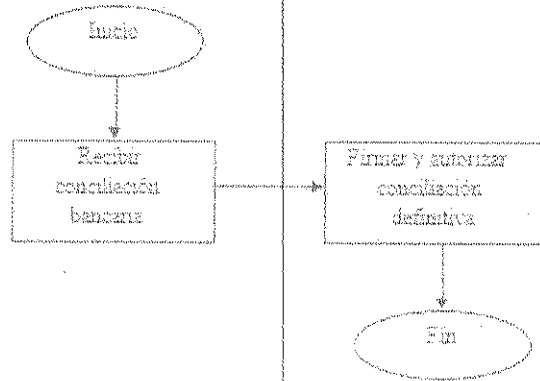 Inicio
Recibir
conciliación
bancaria
Firmar y autorizar
conciliación
definitiva
Fin